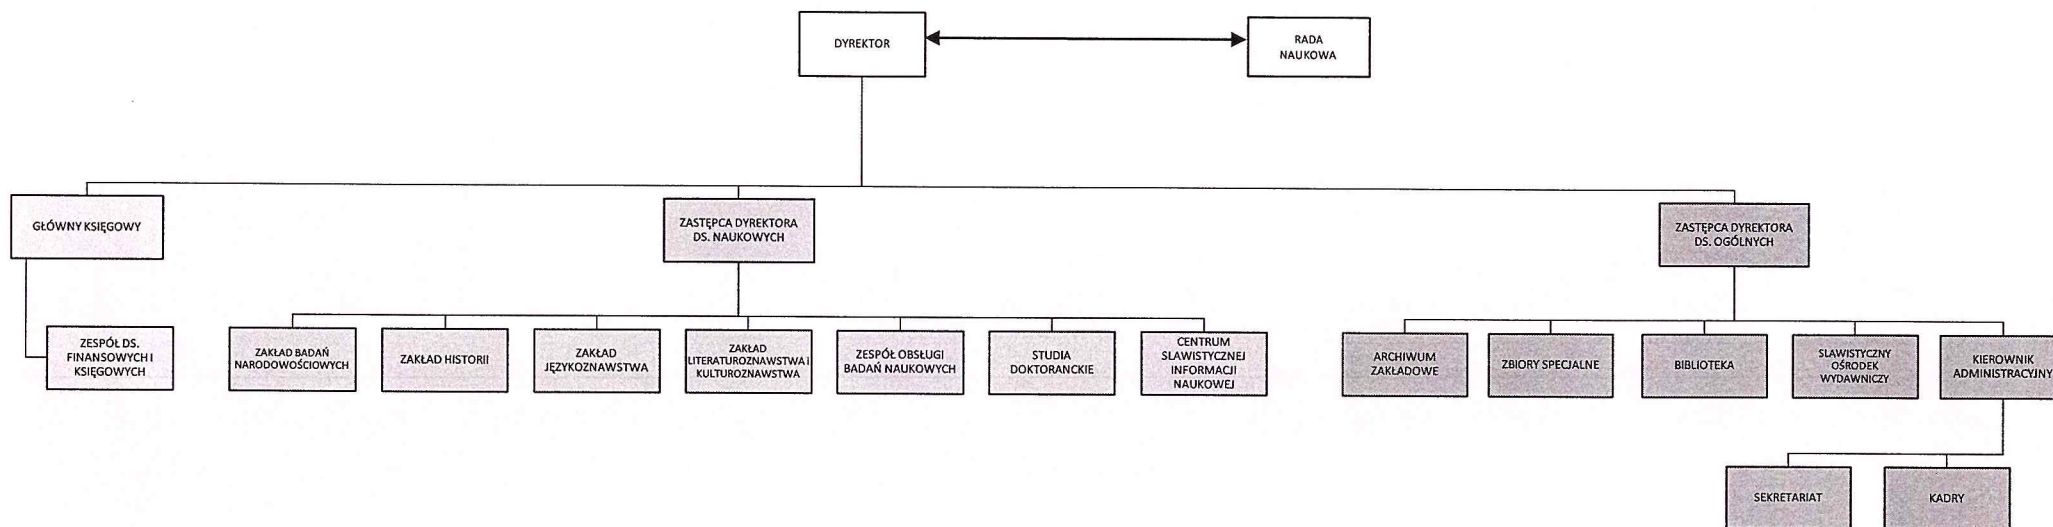 DYREKTOR
RADA
NAUKOWA
GŁÓWNY KSIĘGOWY
ZASTĘPCA DYREKTORA
DS. NAUKOWYCH
ZASTĘPCA DYREKTORA
DS. OGÓLNYCH
ZESPÓŁ DS.
FINANSOWYCH I
KSIĘGOWYCH
ZAKŁAD BADAŃ
NARODOWOŚCIOWYCH
ZAKŁAD HISTORII
ZAKŁAD
JĘZYKOZNAWSTWA
ZAKŁAD
LITERATUROZNAWSTWA i
KULTUROZNAWSTWA
ZESPÓŁ OBSŁUGI
BADAŃ NAUKOWYCH
STUDIA
DOKTORANCKIE
CENTRUM
SLAWISTYCZNEJ
INFORMACJI
NAUKOWEJ
ARCHIWUM
ZAKŁADOWE
ZBIORY SPECJALNE
BIBLIOTEKA
SLAWISTYCZNY
OŚRODEK
WYDAWNICZY
KIEROWNIK
ADMINISTRACYJNY
SEKRETARIAT
KADRY